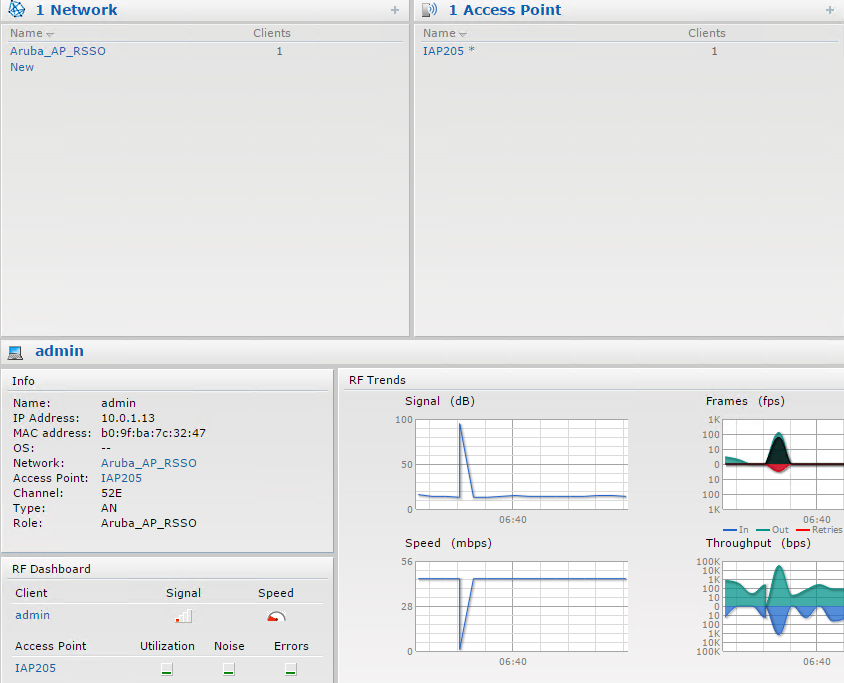 1 Network +
Name Clients
Aruba_AP_RSSO 1
New
1 Access Point +
Name Clients
IAP205 * 1
admin
Info
Name: admin
IP Address: 10.0.1.13
MAC address: b0:9f:ba:7c:32:47
OS: --
Network: Aruba_AP_RSSO
Access Point: IAP205
Channel: 52E
Type: AN
Role: Aruba_AP_RSSO
RF Dashboard
Client Signal Speed
admin
Access Point Utilization Noise Errors
IAP205
RF Trends
Signal (dB)
100
50
0
06:40
Speed (mbps)
56
28
0
06:40
Frames (fps)
1K
100
10
0
10
100
1K
06:40
In Out Retries
Throughput (bps)
100K
10K
1K
100
10
0
10
100
1K
10K
100K
06:40